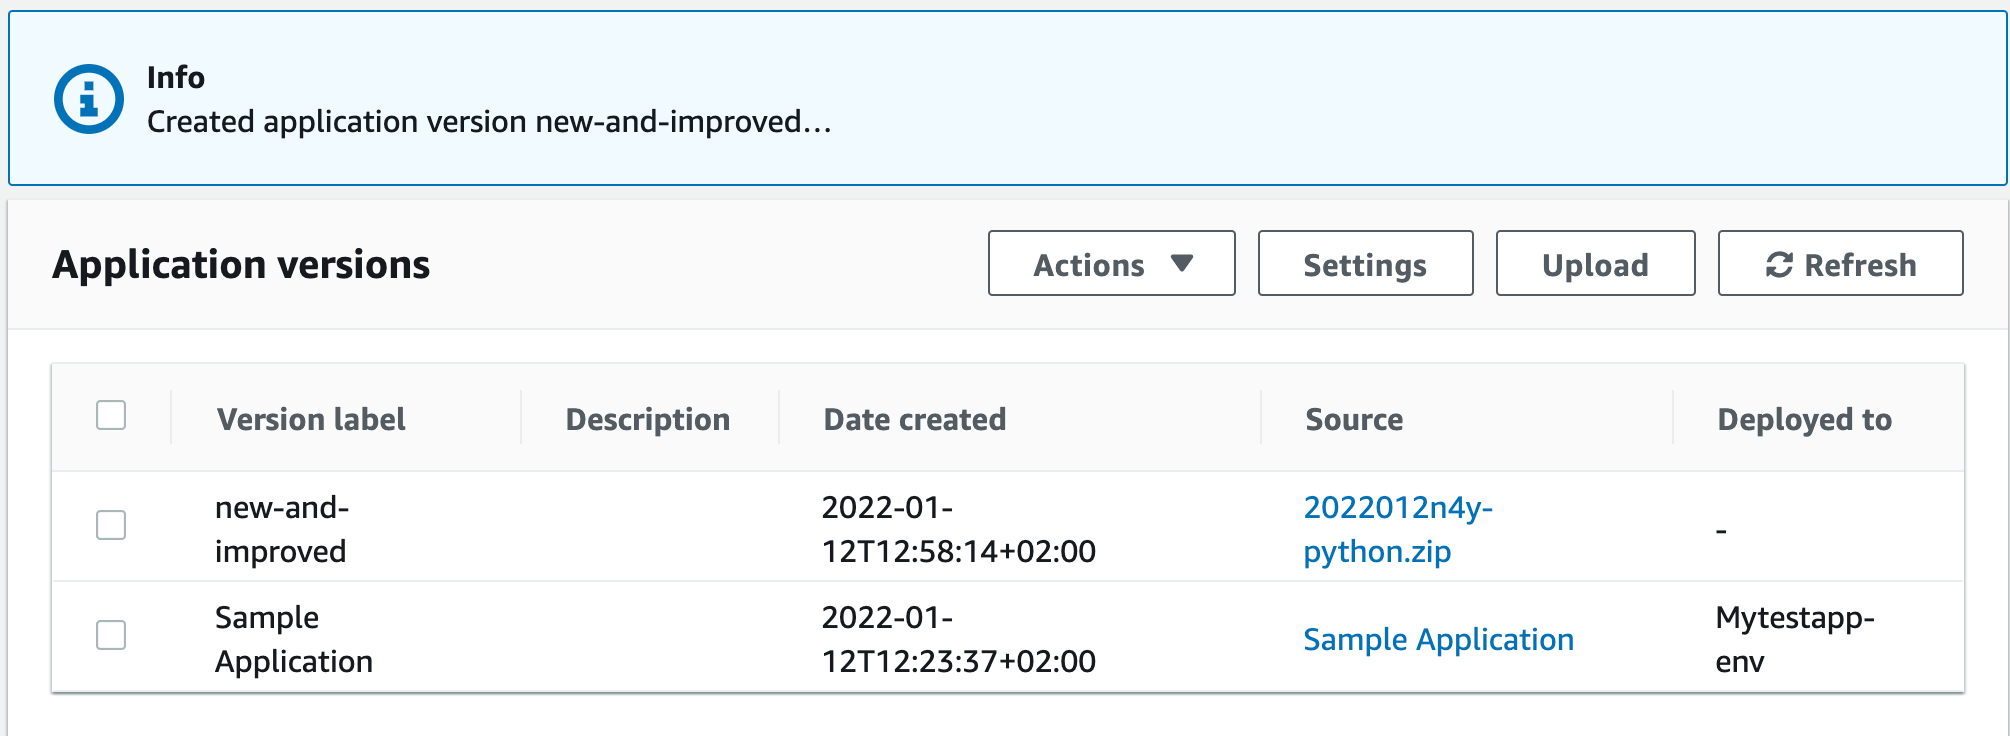 Info
Created application version new-and-improved...
Application versions
Actions
Settings
Upload
Refresh
Version label
Description
Date created
Source
Deployed to
new-and-
improved
2022-01-
12T12:58:14+02:00
2022012n4y-
python.zip
-
Sample
Application
2022-01-
12T12:23:37+02:00
Sample Application
Mytestapp-
env